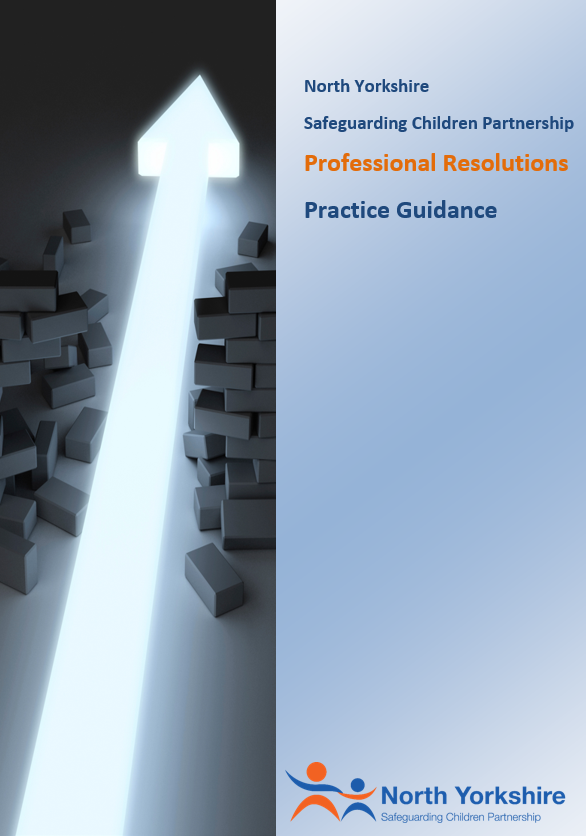 North Yorkshire
Safeguarding Children Partnership
Professional Resolutions
Practice Guidance
North Yorkshire
Safeguarding Children Partnership